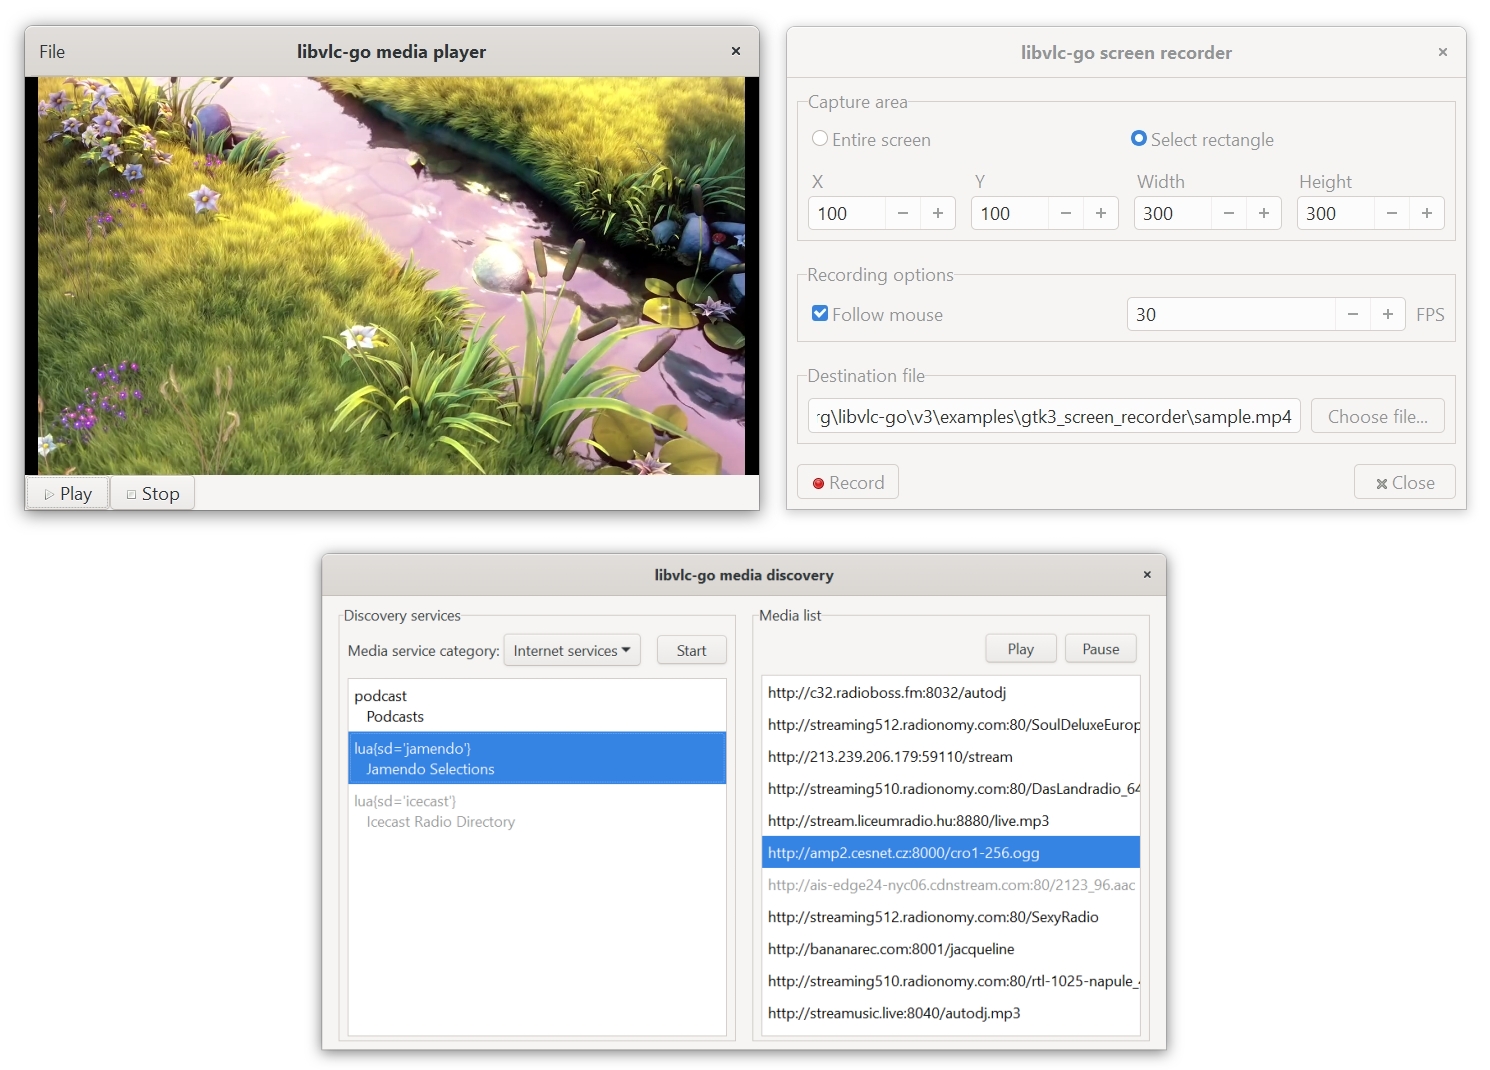 File
libvlc-go media player
Play
Stop
libvlc-go screen recorder
Capture area
Entire screen
Select rectangle
X
Y
Width
Height
100
100
300
300
Recording options
Follow mouse
30
FPS
Destination file
rg\libvlc-go\v3\examples\gtk3_screen_recorder\sample.mp4
Choose file...
Record
Close
libvlc-go media discovery
Discovery services
Media service category:
Internet services
Start
podcast
Podcasts
lua{sd='jamendo'}
Jamendo Selections
lua{sd='icecast'}
Icecast Radio Directory
Media list
Play
Pause
http://c32.radioboss.fm:8032/autodj
http://streaming512.radionomy.com:80/SoulDeluxeEurop
http://213.239.206.179:59110/stream
http://streaming510.radionomy.com:80/DasLandradio_64
http://stream.liceumradio.hu:8880/live.mp3
http://amp2.cesnet.cz:8000/cro1-256.ogg
http://ais-edge24-nyc06.cdnstream.com:80/2123_96.aac
http://streaming512.radionomy.com:80/SexyRadio
http://bananarec.com:8001/jacqueline
http://streaming510.radionomy.com:80/rtl-1025-napule_
http://streamusic.live:8040/autodj.mp3